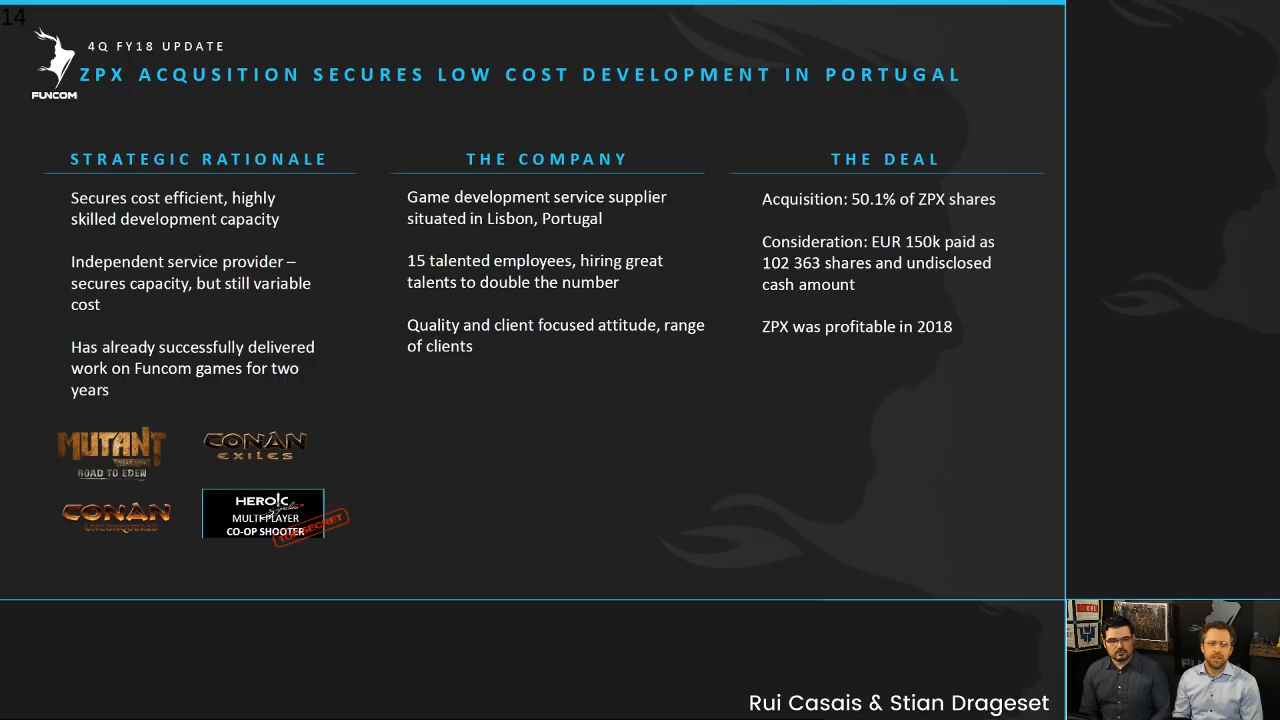 14
4Q FY18 UPDATE
ZPX ACQUSITION SECURES LOW COST DEVELOPMENT IN PORTUGAL
FUNCOM
STRATEGIC RATIONALE
Secures cost efficient, highly
skilled development capacity
Independent service provider –
secures capacity, but still variable
cost
Has already successfully delivered
work on Funcom games for two
years
MUTANT
ROAD TO EDEN
CONAN
EXILES
CONAN
UNCONQUERED
HERO!C
Signatures
MULTIPLAYER
CO-OP SHOOTER
TOP SECRET
THE COMPANY
Game development service supplier
situated in Lisbon, Portugal
15 talented employees, hiring great
talents to double the number
Quality and client focused attitude, range
of clients
THE DEAL
Acquisition: 50.1% of ZPX shares
Consideration: EUR 150k paid as
102 363 shares and undisclosed
cash amount
ZPX was profitable in 2018
Rui Casais & Stian Drageset